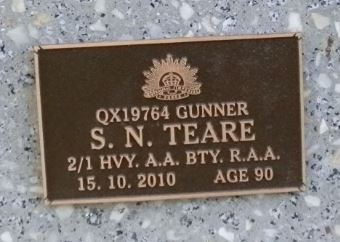 QX19764 GUNNER
S. N. TEARE
2/1 HVY. A.A. BTY. R.A.A.
15. 10. 2010 AGE 90